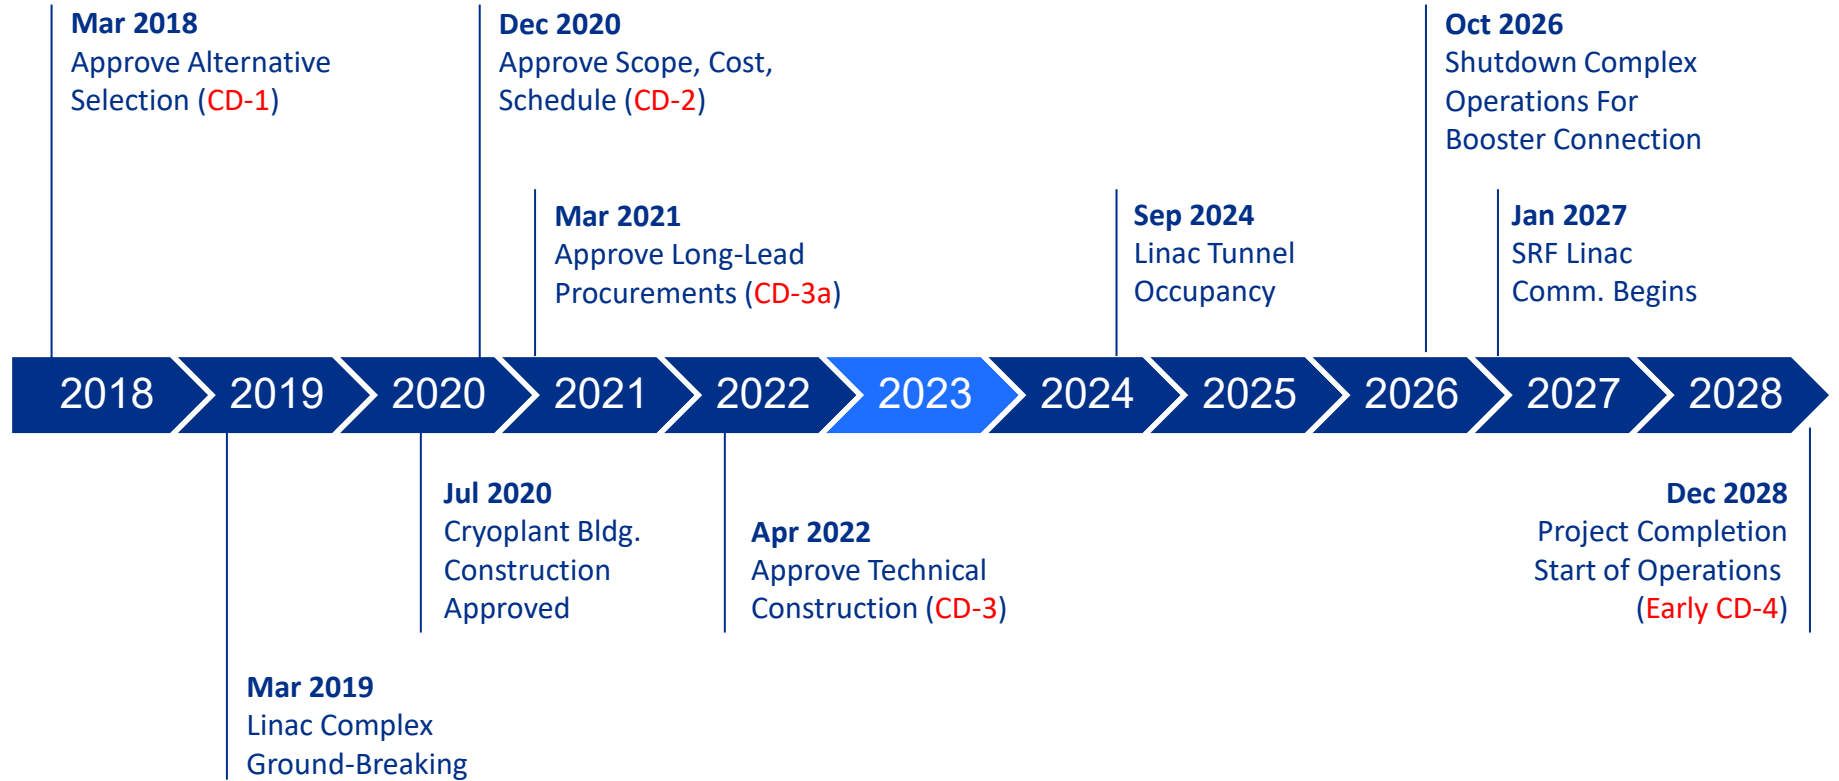 Mar 2018
Approve Alternative
Selection (CD-1)
Dec 2020
Approve Scope, Cost,
Schedule (CD-2)
Oct 2026
Shutdown Complex
Operations For
Booster Connection
Mar 2021
Approve Long-Lead
Procurements (CD-3a)
Sep 2024
Linac Tunnel
Occupancy
Jan 2027
SRF Linac
Comm. Begins
2018 2019 2020 2021 2022 2023 2024 2025 2026 2027 2028
Jul 2020
Cryoplant Bldg.
Construction
Approved
Apr 2022
Approve Technical
Construction (CD-3)
Dec 2028
Project Completion
Start of Operations
(Early CD-4)
Mar 2019
Linac Complex
Ground-Breaking